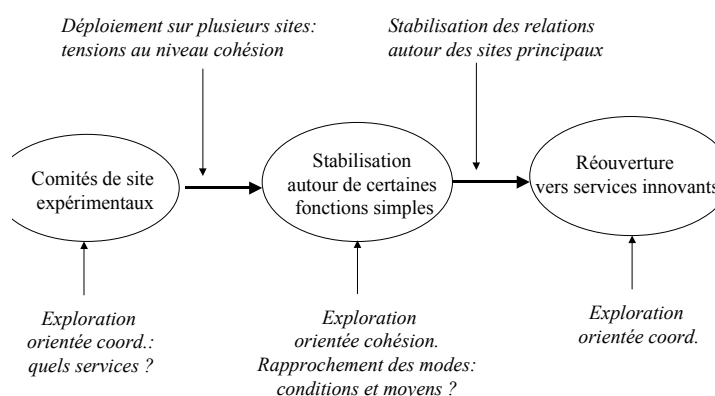 Déploiement sur plusieurs sites:
tensions au niveau cohésion
Stabilisation des relations
autour des sites principaux
Comités de site
expérimentaux
Stabilisation
autour de certaines
fonctions simples
Réouverture
vers services innovants
Exploration
orientée coord.:
quels services ?
Exploration
orientée cohésion.
Rapprochement des modes:
conditions et moyens ?
Exploration
orientée coord.